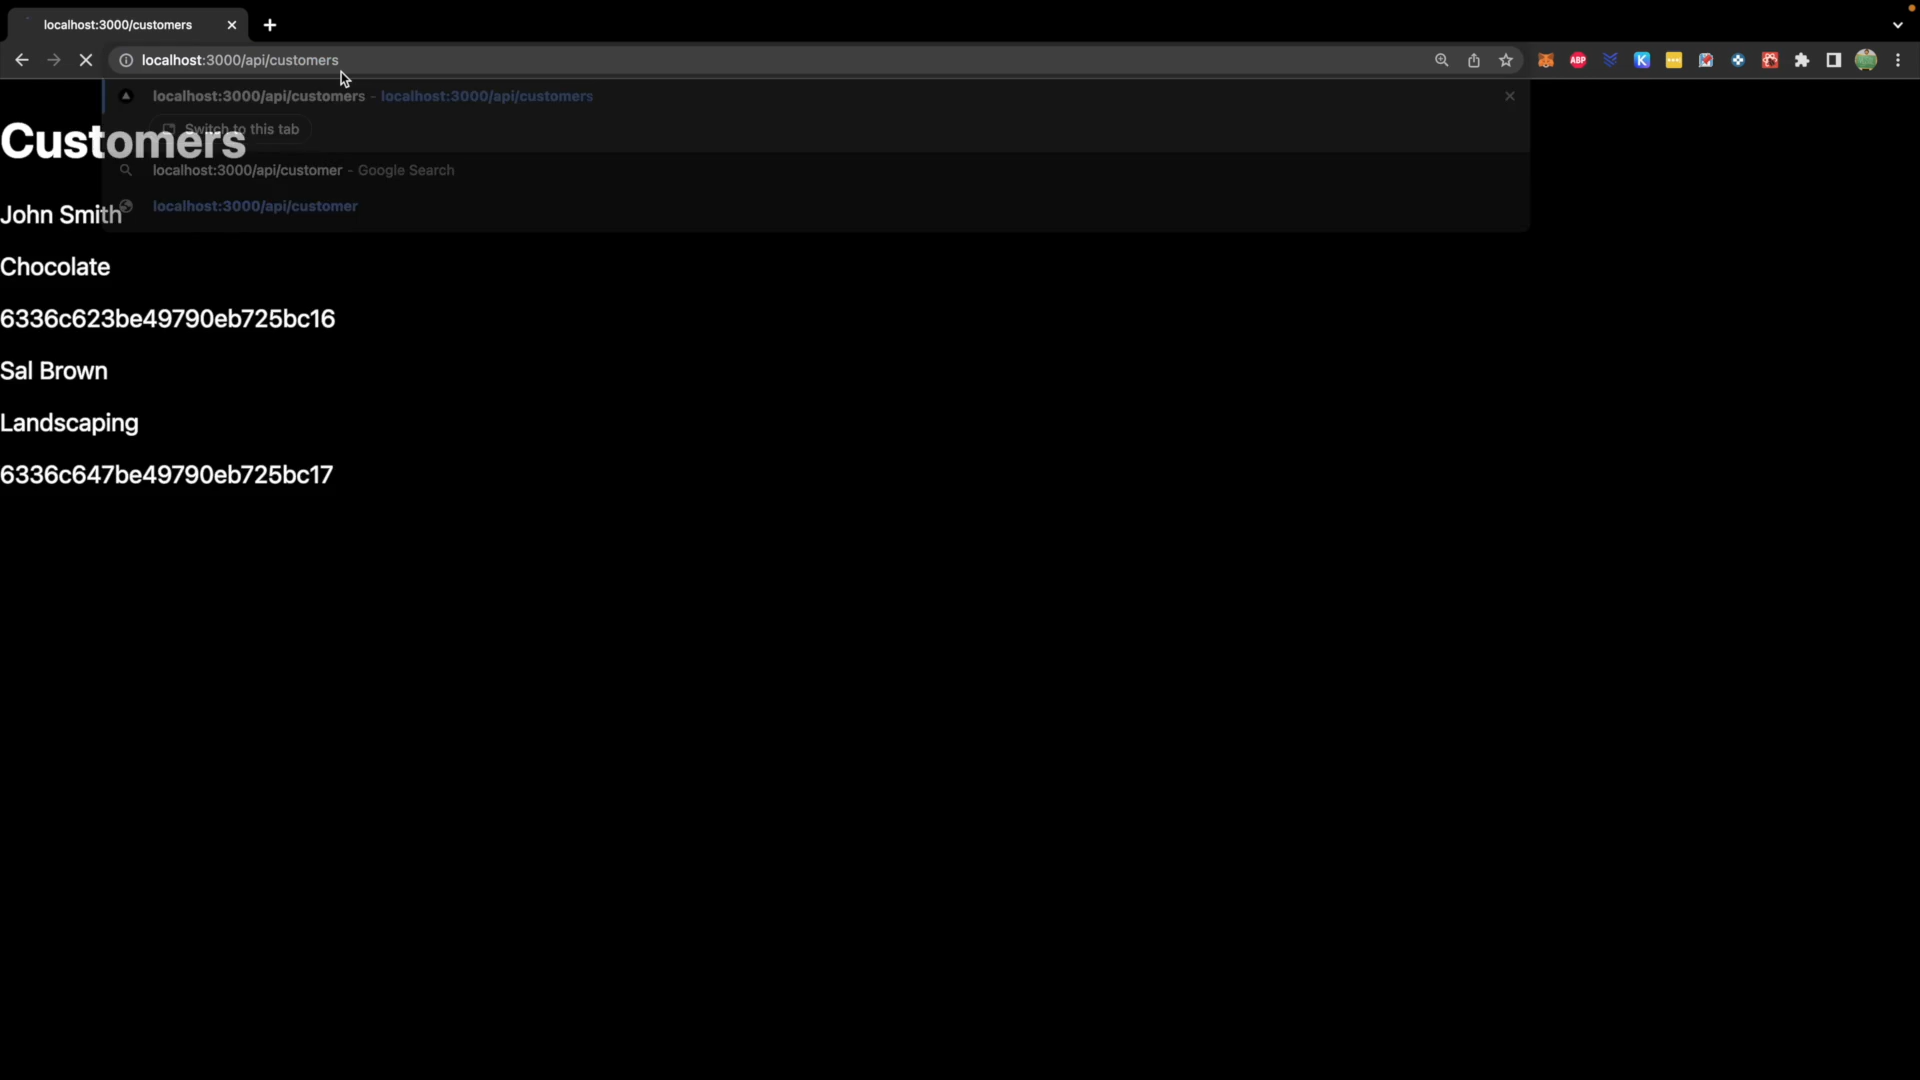 localhost:3000/customers
localhost:3000/api/customers
localhost:3000/api/customers - localhost:3000/api/customers
Switch to this tab
Customers
localhost:3000/api/customer - Google Search
localhost:3000/api/customer
John Smith
Chocolate
6336c623be49790eb725bc16
Sal Brown
Landscaping
6336c647be49790eb725bc17
ABP
K